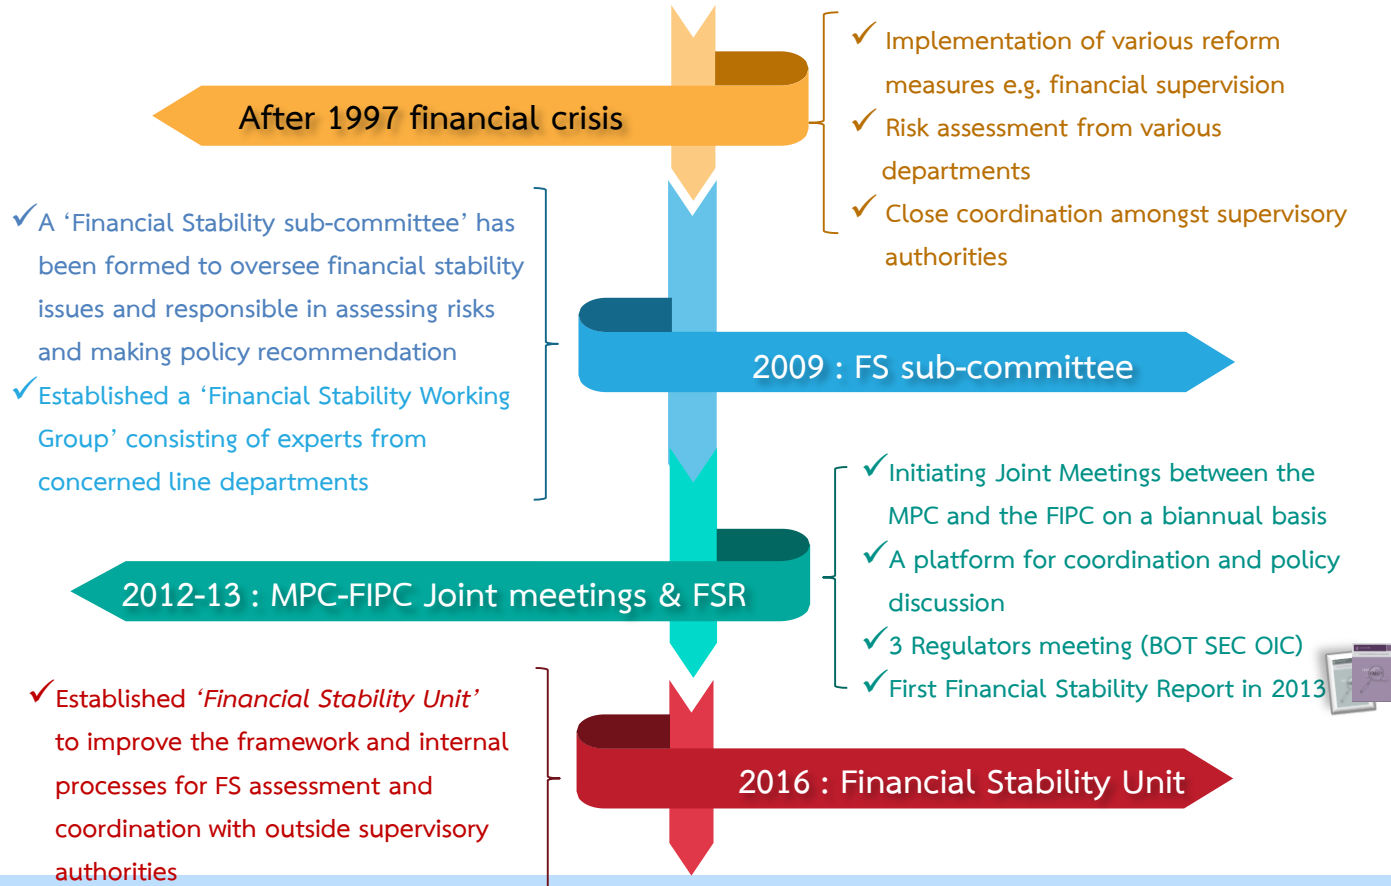 After 1997 financial crisis
✓ Implementation of various reform
measures e.g. financial supervision
✓ Risk assessment from various
departments
✓ Close coordination amongst supervisory
authorities
✓ A ‘Financial Stability sub-committee’ has
been formed to oversee financial stability
issues and responsible in assessing risks
and making policy recommendation
✓ Established a ‘Financial Stability Working
Group’ consisting of experts from
concerned line departments
2009 : FS sub-committee
2012-13 : MPC-FIPC Joint meetings & FSR
✓ Initiating Joint Meetings between the
MPC and the FIPC on a biannual basis
✓ A platform for coordination and policy
discussion
✓ 3 Regulators meeting (BOT SEC OIC)
✓ First Financial Stability Report in 2013
✓ Established ‘Financial Stability Unit’
to improve the framework and internal
processes for FS assessment and
coordination with outside supervisory
authorities
2016 : Financial Stability Unit